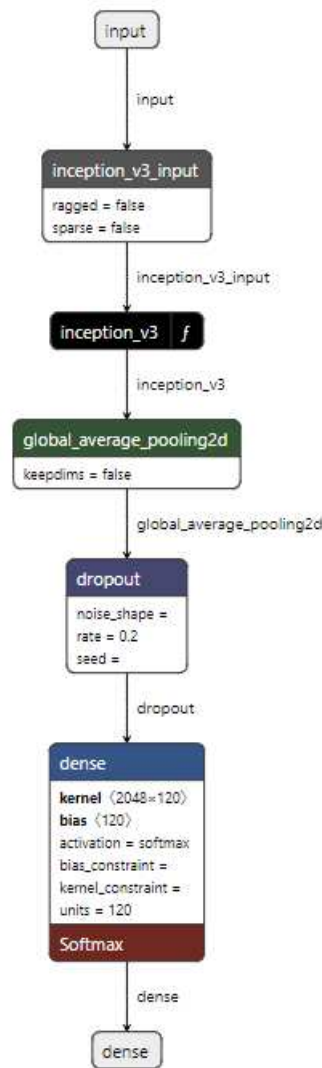 input
input
inception_v3_input
ragged = false
sparse = false
inception_v3_input
inception_v3 ƒ
inception_v3
global_average_pooling2d
keepdims = false
global_average_pooling2d
dropout
noise_shape =
rate = 0.2
seed =
dropout
dense
kernel ⟨2048×120⟩
bias ⟨120⟩
activation = softmax
bias_constraint =
kernel_constraint =
units = 120
Softmax
dense
dense